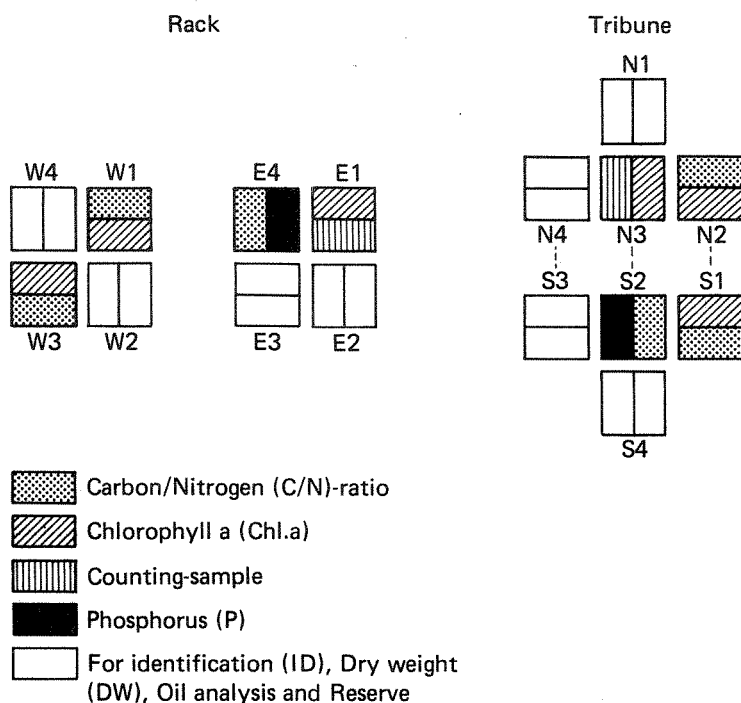 Rack Tribune
N1
W4 W1 E4 E1
N4 N3 N2
S3 S2 S1
W3 W2 E3 E2
S4
Carbon/Nitrogen (C/N)-ratio
Chlorophyll a (Chl.a)
Counting-sample
Phosphorus (P)
For identification (ID), Dry weight
(DW), Oil analysis and Reserve